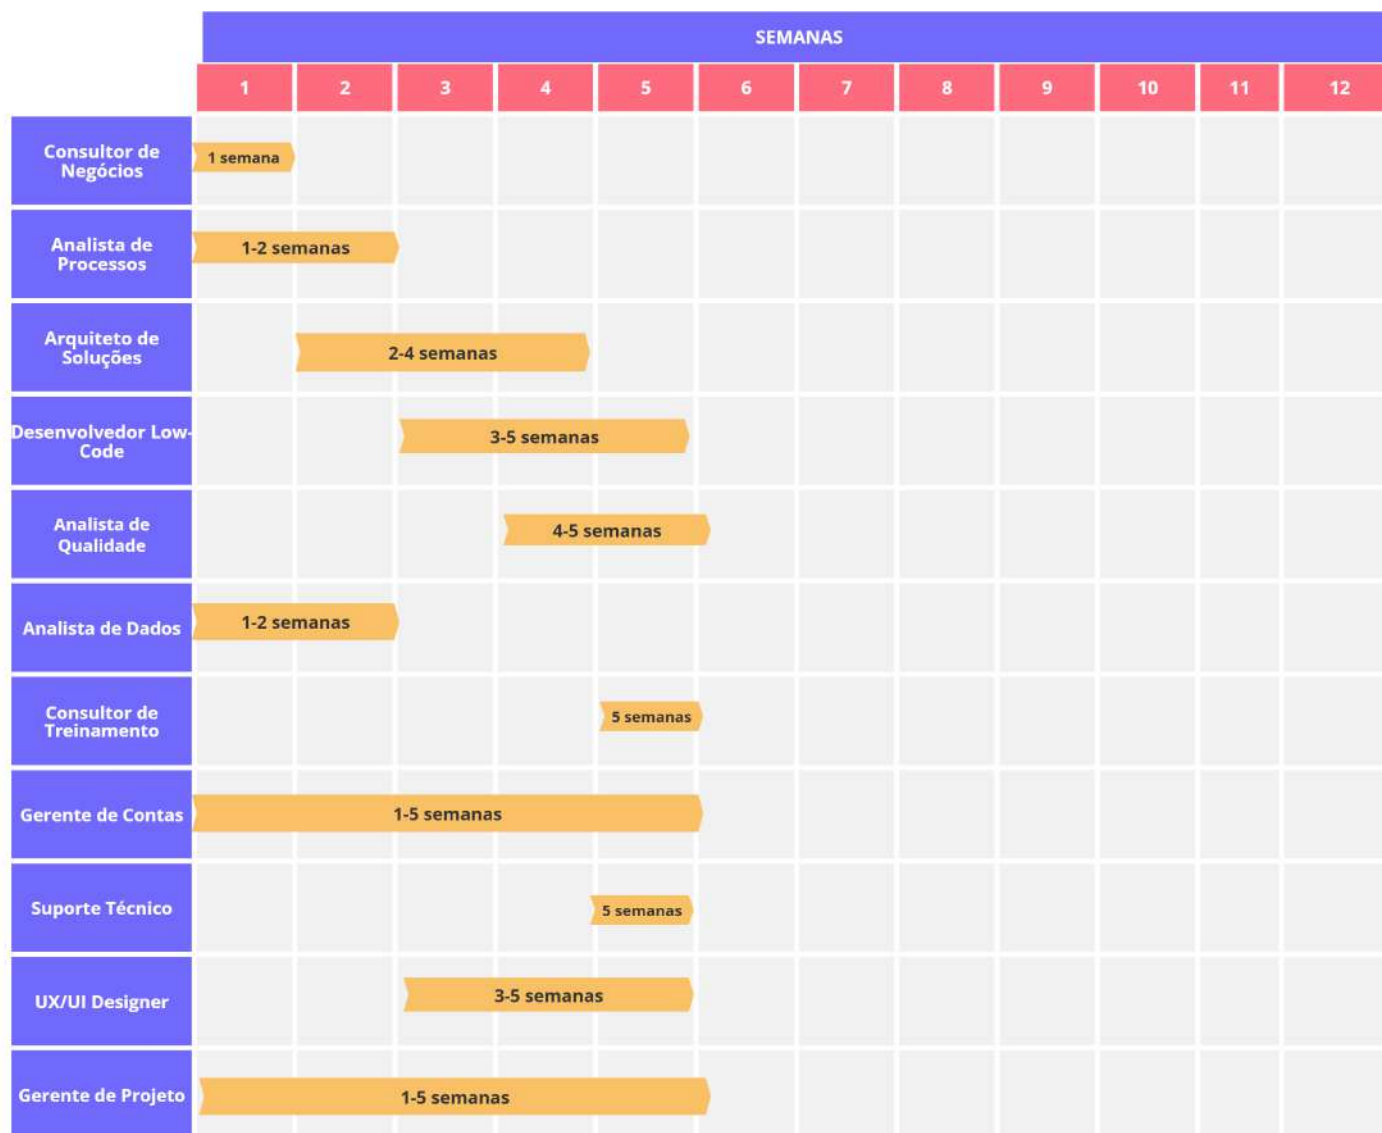 SEMANAS
1 2 3 4 5 6 7 8 9 10 11 12
Consultor de
Negócios
1 semana
Analista de
Processos
1-2 semanas
Arquiteto de
Soluções
2-4 semanas
Desenvolvedor Low-
Code
3-5 semanas
Analista de
Qualidade
4-5 semanas
Analista de Dados
1-2 semanas
Consultor de
Treinamento
5 semanas
Gerente de Contas
1-5 semanas
Suporte Técnico
5 semanas
UX/UI Designer
3-5 semanas
Gerente de Projeto
1-5 semanas